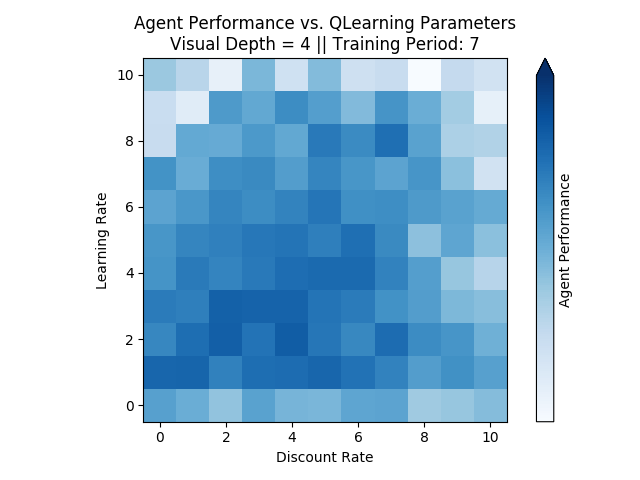 Agent Performance vs. QLearning Parameters
Visual Depth = 4 || Training Period: 7
10
8
6
4
2
0
Learning Rate
0 2 4 6 8 10
Discount Rate
Agent Performance